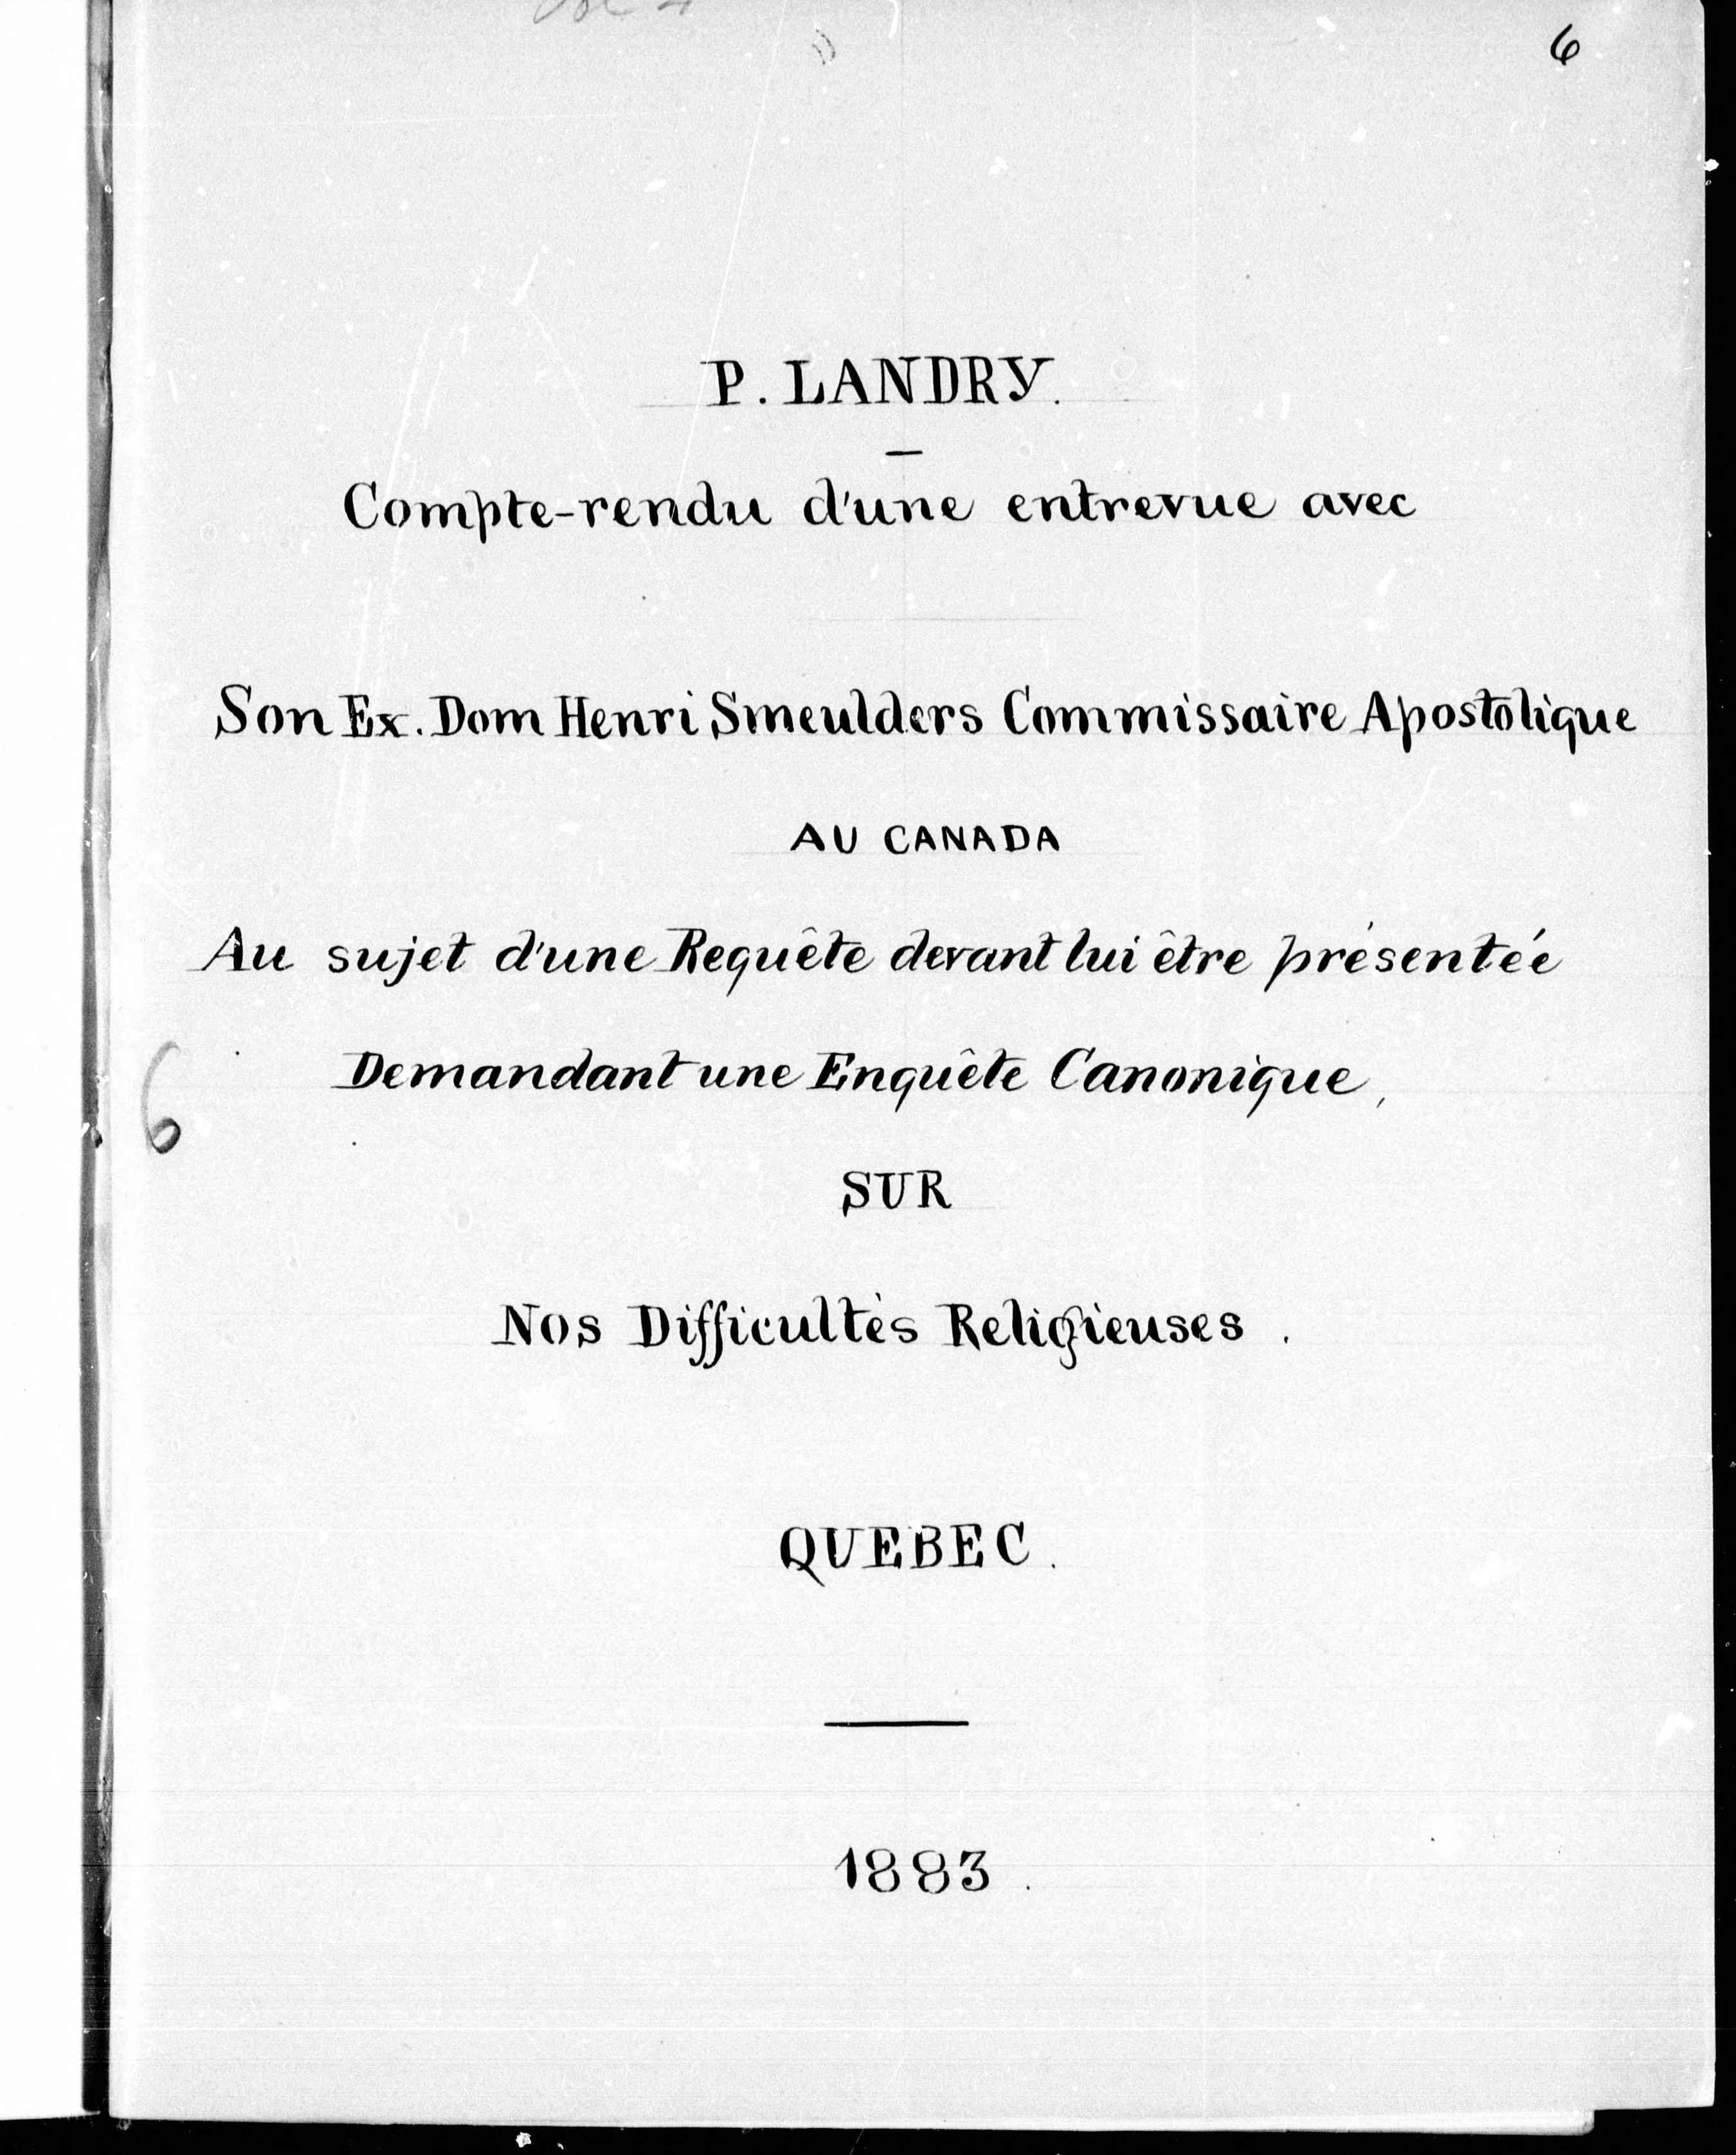 6
P. LANDRY.
Compte-rendu d'une entrevue avec
Son Ex. Dom Henri Smeulders Commissaire Apostolique
AU CANADA
Au sujet d'une Requête devant lui être présentée
Demandant une Enquête Canonique,
6
SUR
Nos Difficultés Religieuses.
QUEBEC.
1883.